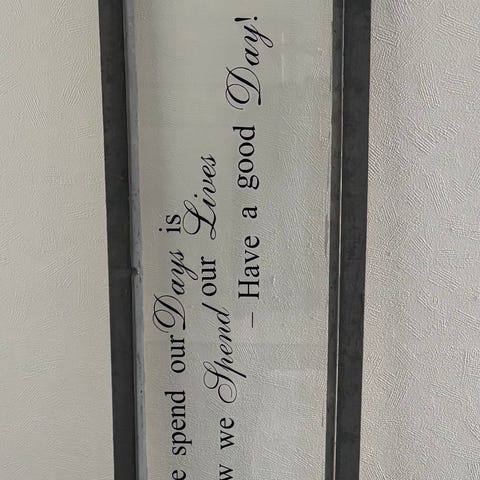 e spend our Days is
w we Spend our Lives
– Have a good Day!